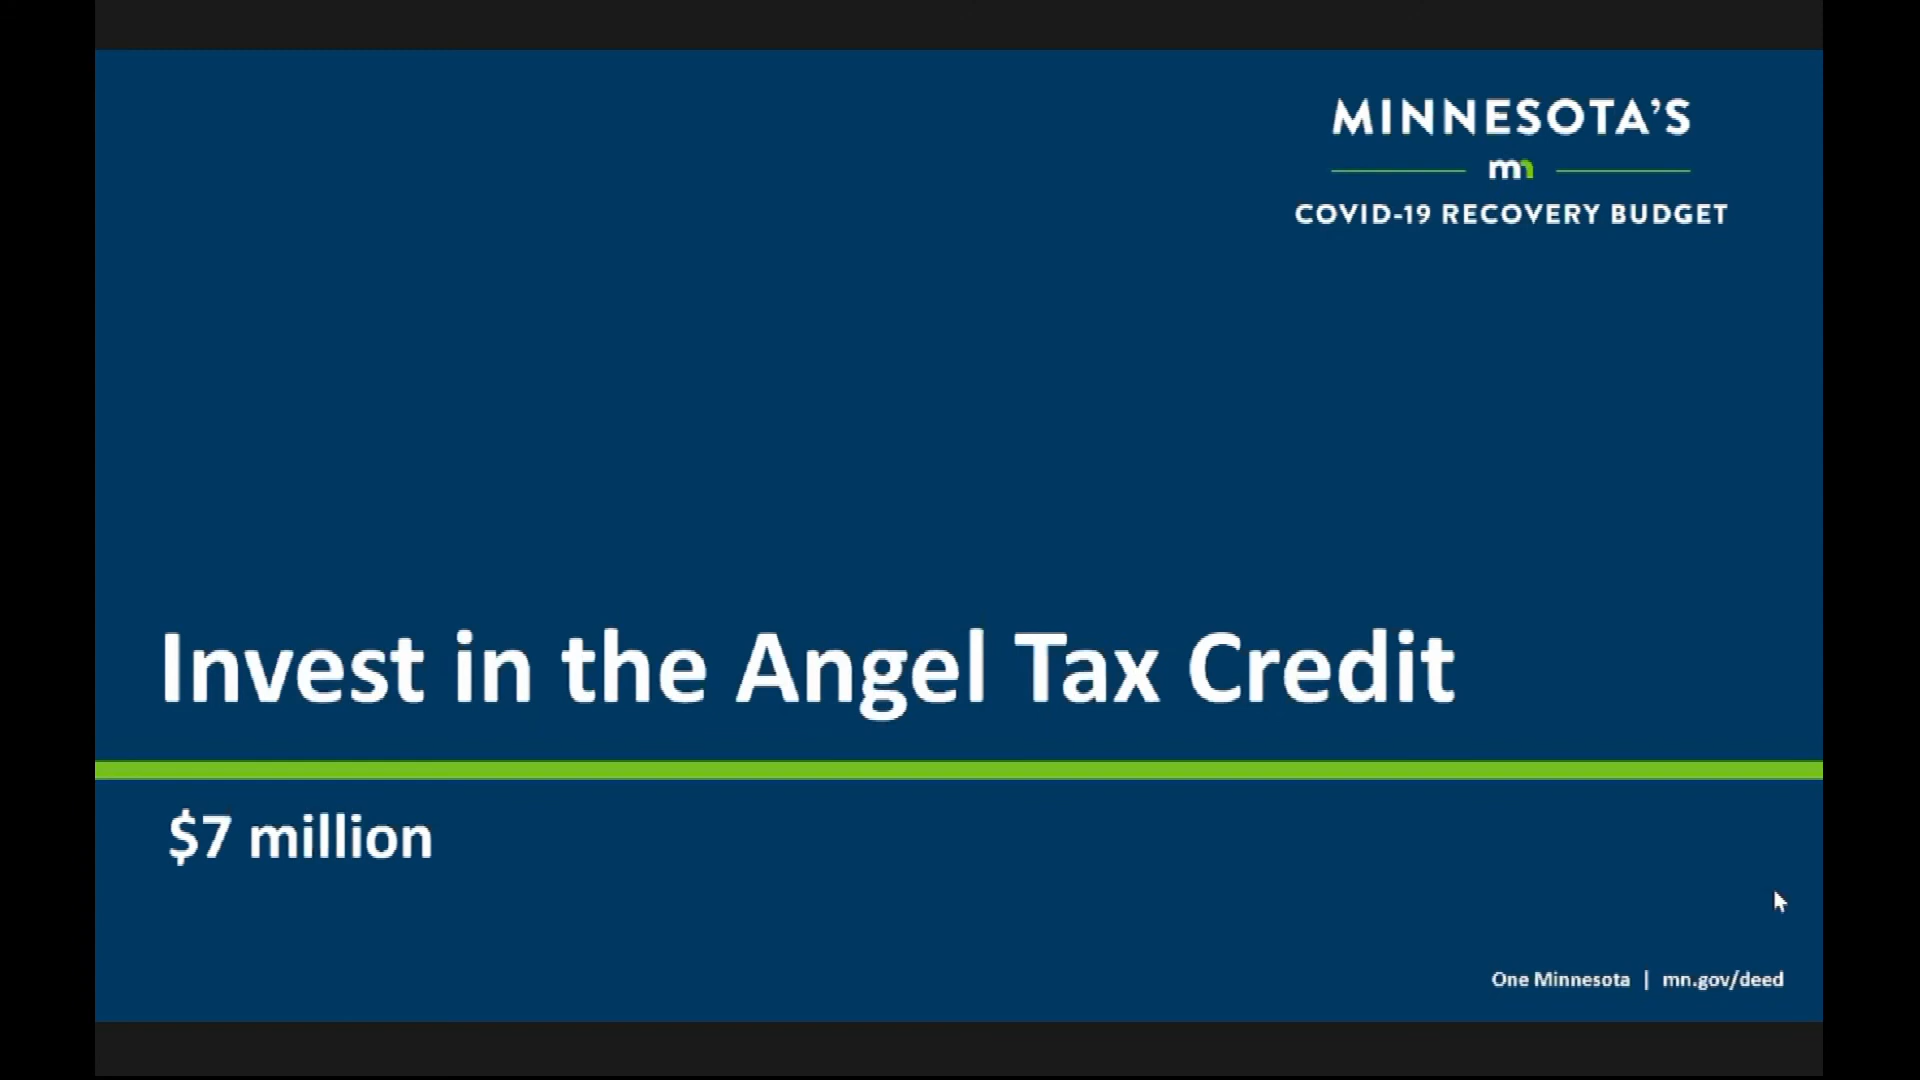 MINNESOTA'S
mn
COVID-19 RECOVERY BUDGET
Invest in the Angel Tax Credit
$7 million
One Minnesota | mn.gov/deed